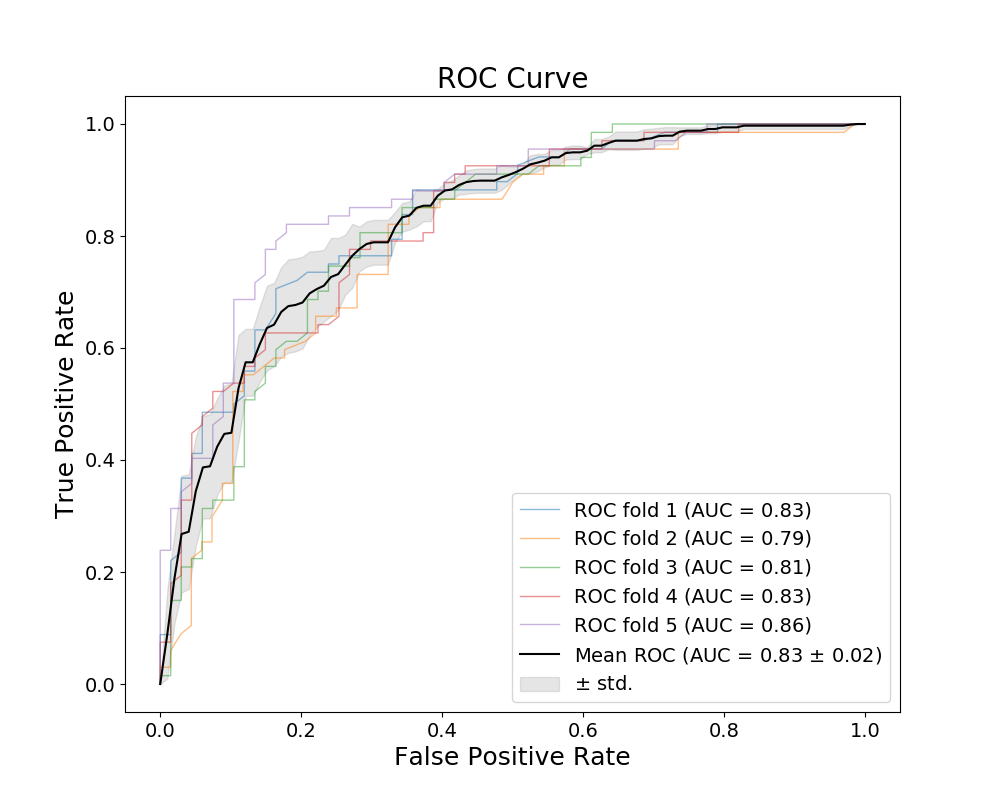 ROC Curve
True Positive Rate
1.0
0.8
0.6
0.4
0.2
0.0
ROC fold 1 (AUC = 0.83)
ROC fold 2 (AUC = 0.79)
ROC fold 3 (AUC = 0.81)
ROC fold 4 (AUC = 0.83)
ROC fold 5 (AUC = 0.86)
Mean ROC (AUC = 0.83 ± 0.02)
± std.
0.0 0.2 0.4 0.6 0.8 1.0
False Positive Rate